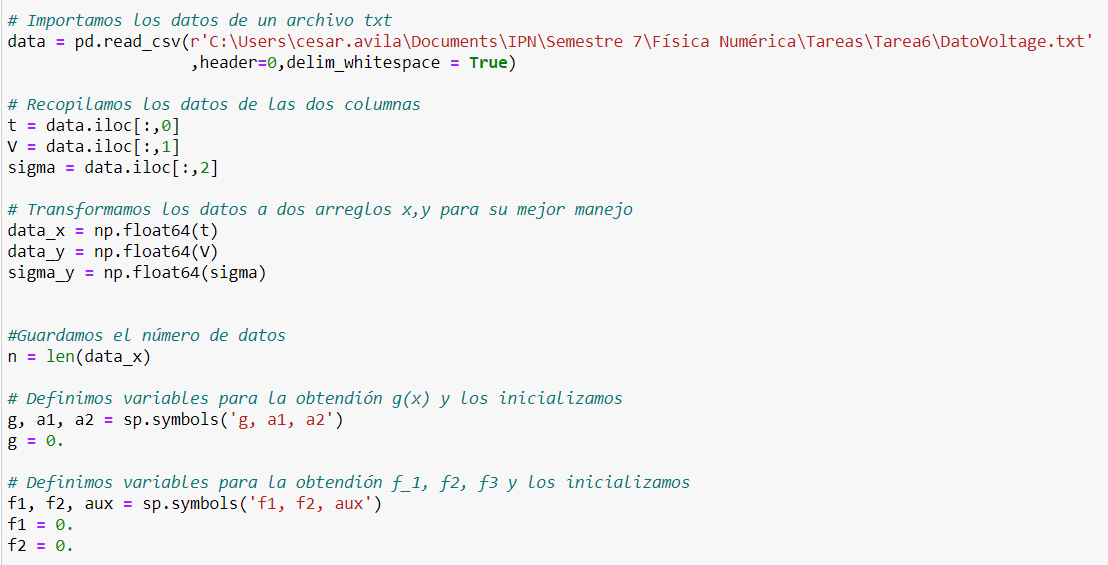 # Importamos los datos de un archivo txt
data = pd.read_csv(r'C:\Users\cesar.avila\Documents\IPN\Semestre 7\Física Numérica\Tareas\Tarea6\DatoVoltage.txt'
,header=0,delim_whitespace = True)
# Recopilamos los datos de las dos columnas
t = data.iloc[:,0]
V = data.iloc[:,1]
sigma = data.iloc[:,2]
# Transformamos los datos a dos arreglos x,y para su mejor manejo
data_x = np.float64(t)
data_y = np.float64(V)
sigma_y = np.float64(sigma)
#Guardamos el número de datos
n = len(data_x)
# Definimos variables para la obtendión g(x) y los inicializamos
g, a1, a2 = sp.symbols('g, a1, a2')
g = 0.
# Definimos variables para la obtendión f_1, f2, f3 y los inicializamos
f1, f2, aux = sp.symbols('f1, f2, aux')
f1 = 0.
f2 = 0.